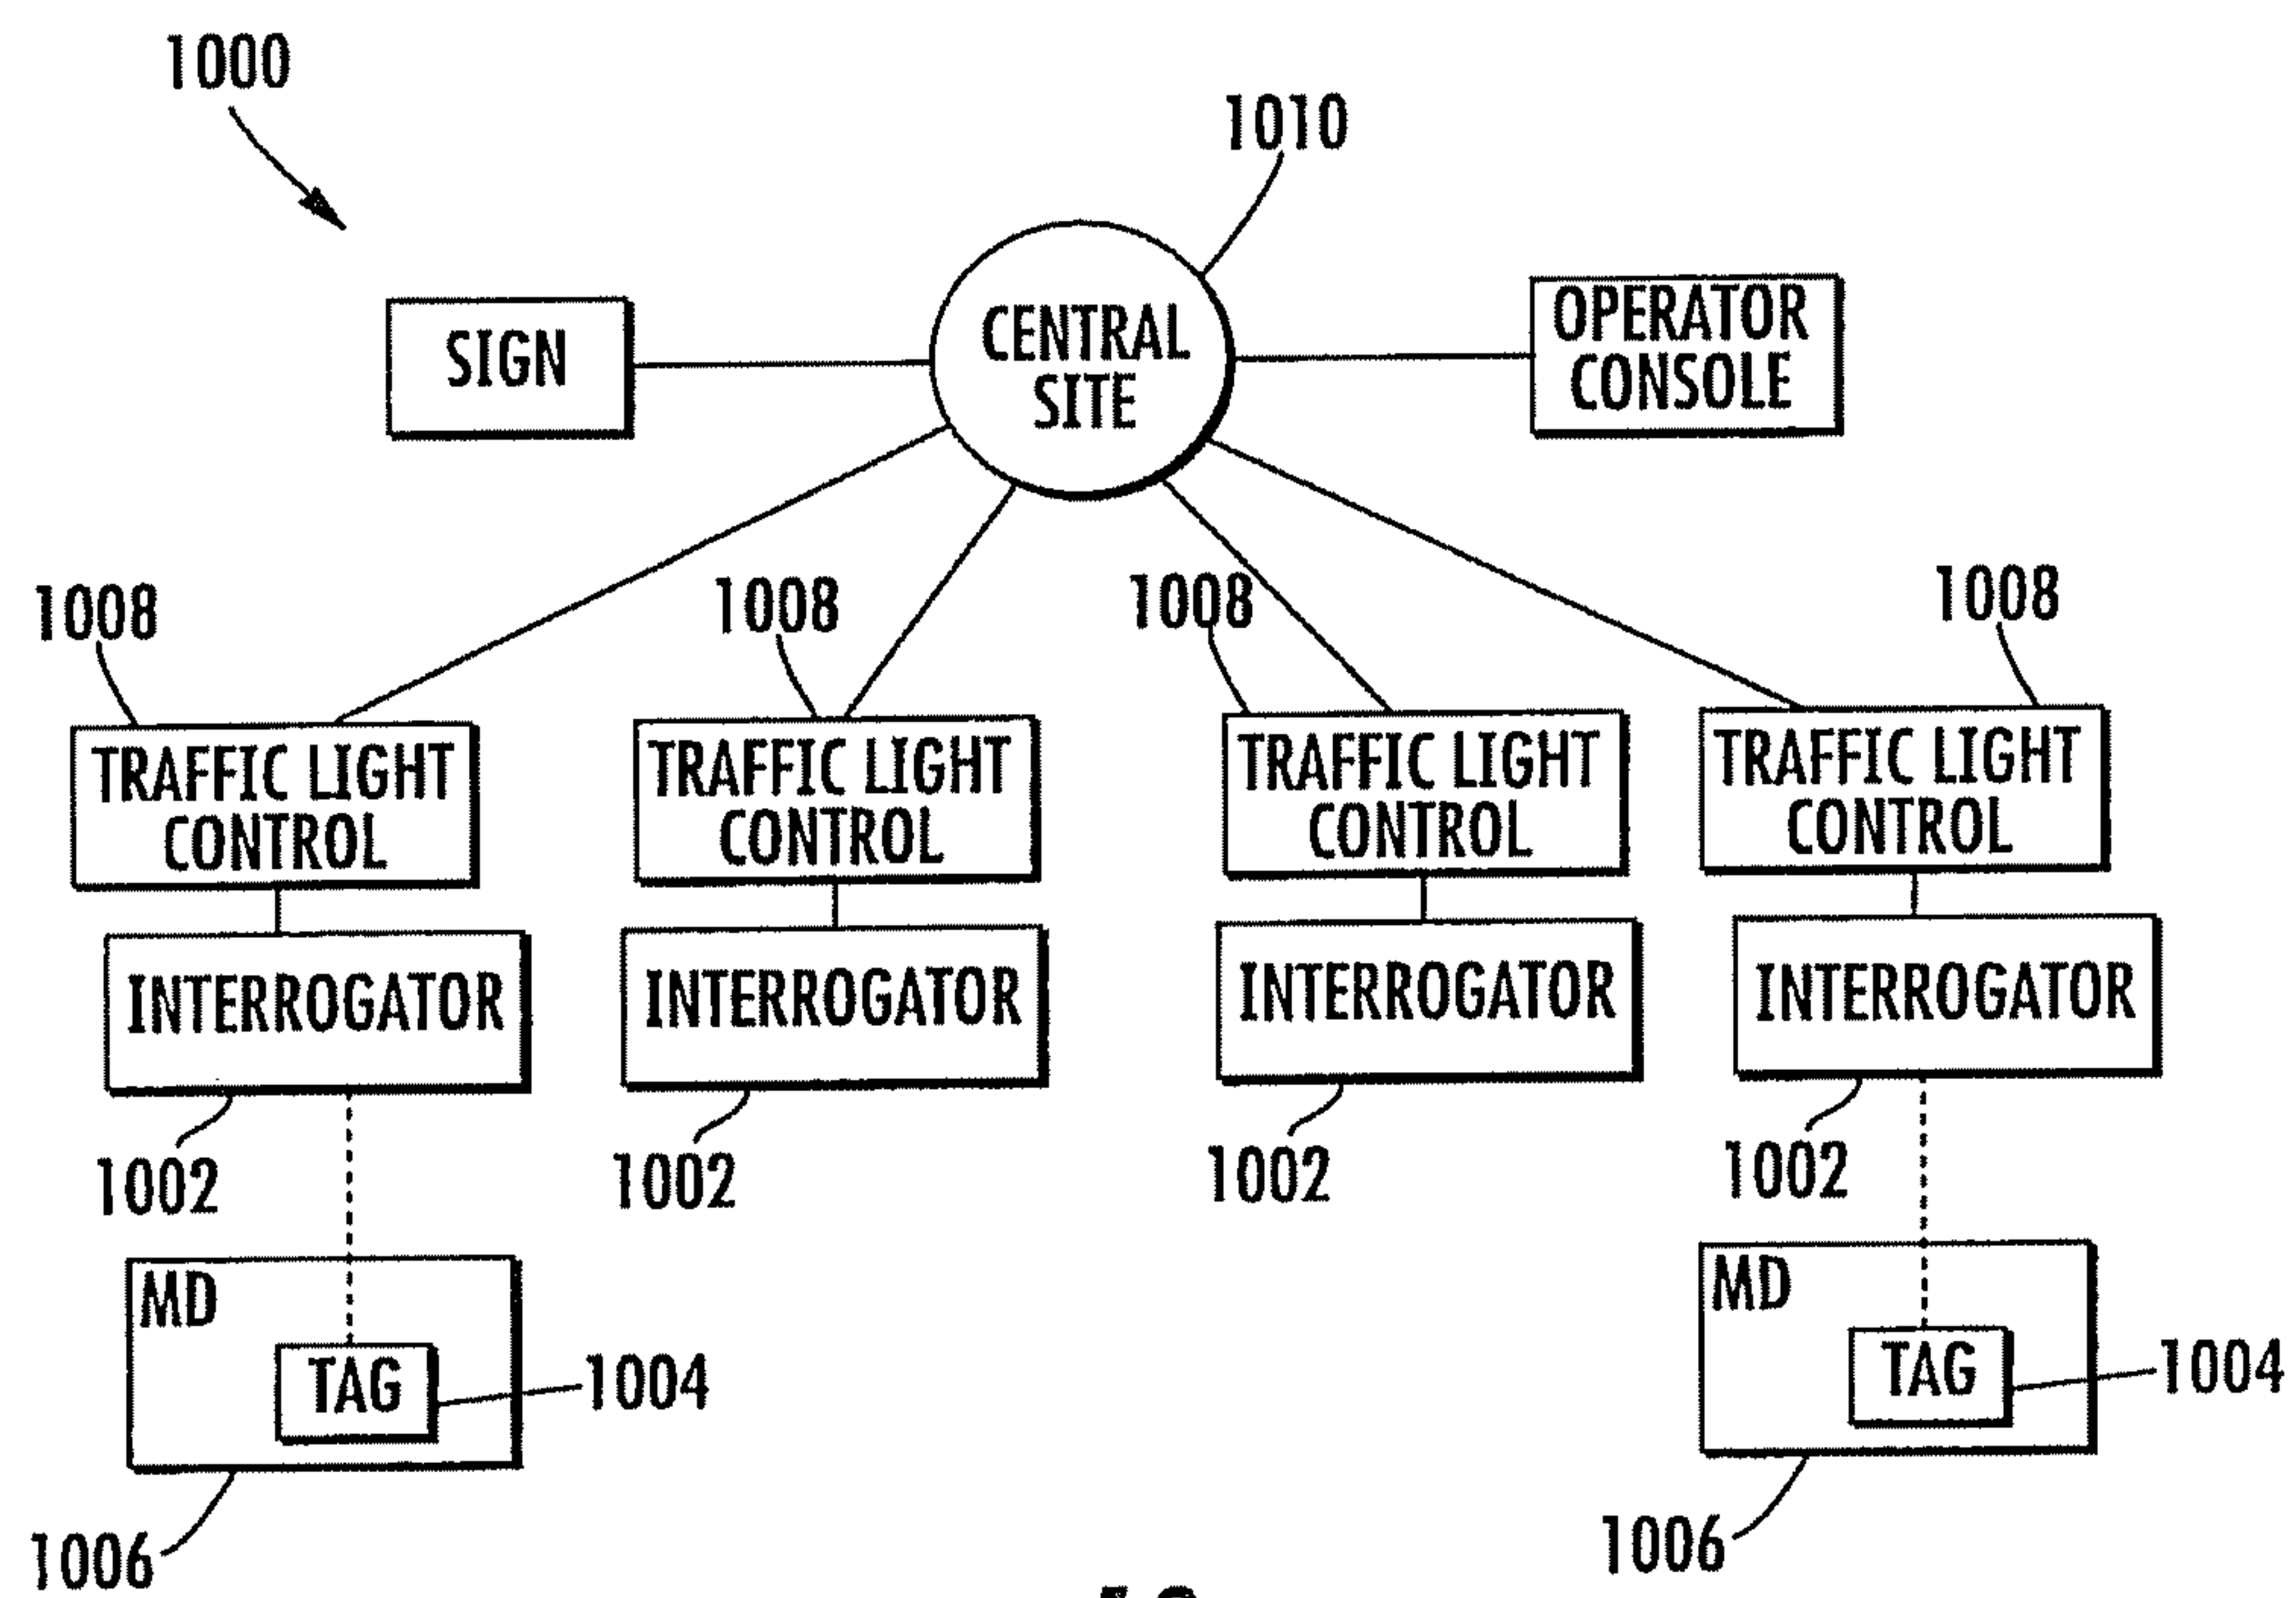 1000
1010
SIGN
CENTRAL
SITE
OPERATOR
CONSOLE
1008
1008
1008
1008
TRAFFIC LIGHT
CONTROL
TRAFFIC LIGHT
CONTROL
TRAFFIC LIGHT
CONTROL
TRAFFIC LIGHT
CONTROL
INTERROGATOR
INTERROGATOR
INTERROGATOR
INTERROGATOR
1002
1002
1002
1002
MD
TAG
1004
MD
TAG
1004
1006
1006